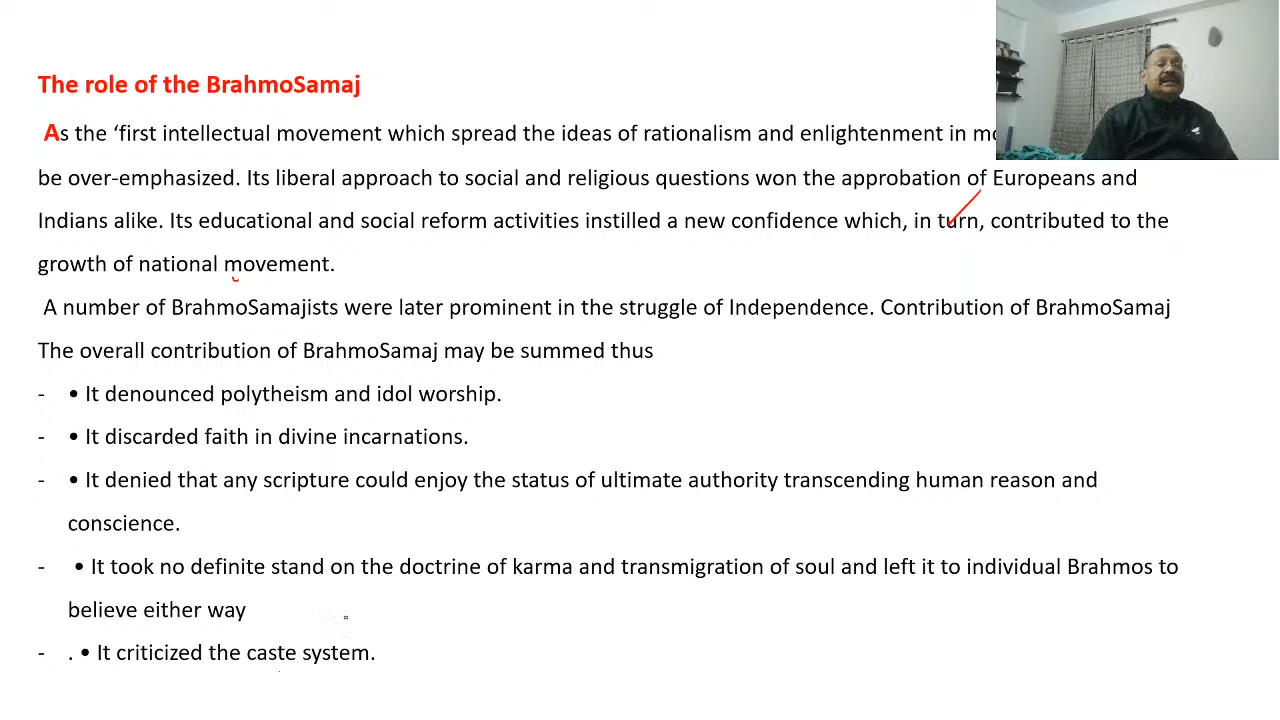 The role of the BrahmoSamaj
As the ‘first intellectual movement which spread the ideas of rationalism and enlightenment in
be over-emphasized. Its liberal approach to social and religious questions won the approbation of Europeans and
Indians alike. Its educational and social reform activities instilled a new confidence which, in turn, contributed to the
growth of national movement.
A number of BrahmoSamajists were later prominent in the struggle of Independence. Contribution of BrahmoSamaj
The overall contribution of BrahmoSamaj may be summed thus
- • It denounced polytheism and idol worship.
- • It discarded faith in divine incarnations.
- • It denied that any scripture could enjoy the status of ultimate authority transcending human reason and
conscience.
- • It took no definite stand on the doctrine of karma and transmigration of soul and left it to individual Brahmos to
believe either way
- . • It criticized the caste system.